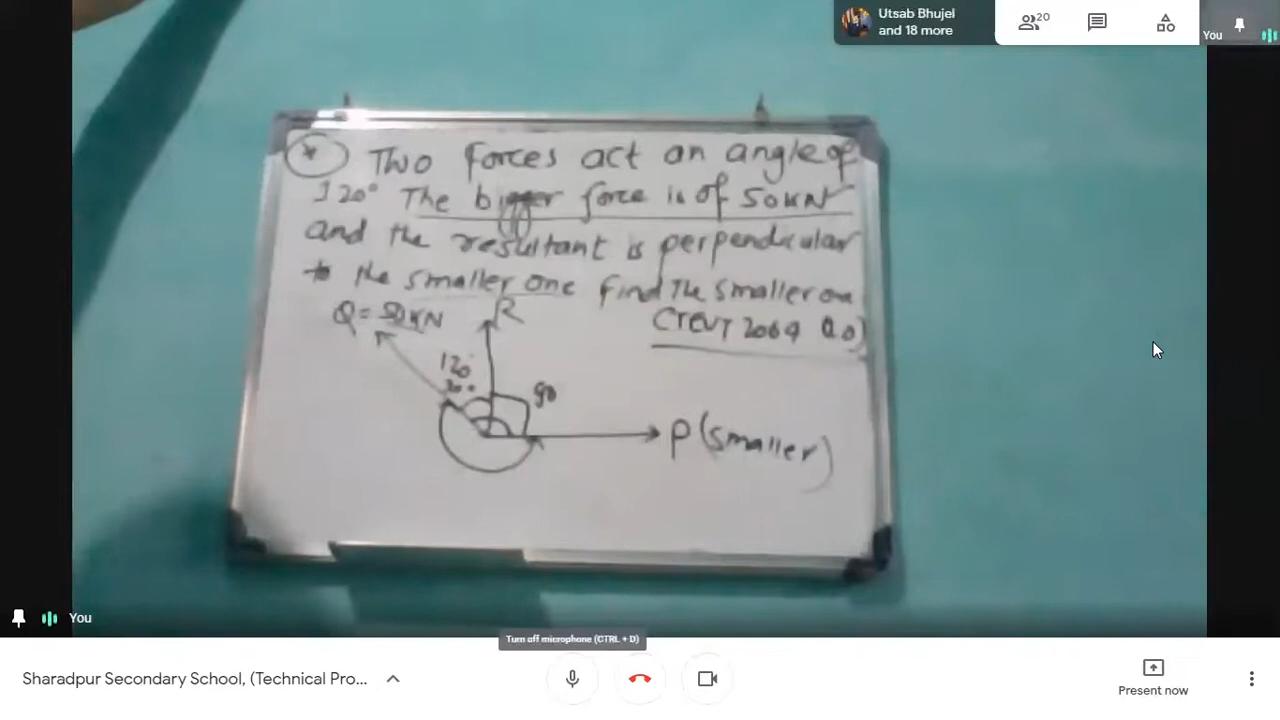 Utsab Bhujel
and 18 more
20
You
* Two forces act an angle of
120° The bigger force is of 50KN
and the resultant is perpendicular
to the smaller one find The smaller one
R
Q = 50KN
CTEVT
120°
30°
90
P (smaller)
You
Turn off microphone (CTRL + D)
Sharadpur Secondary School, (Technical Pro...
Present now